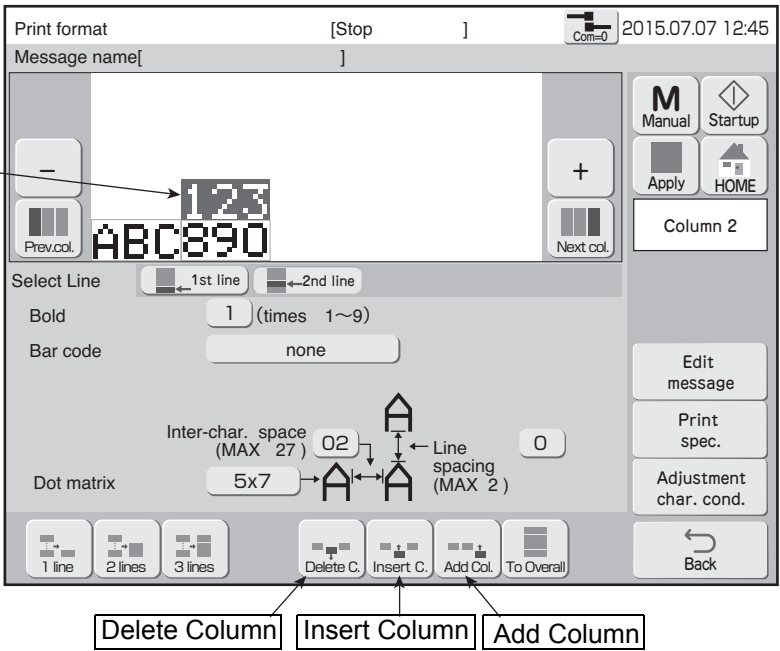 Print format [Stop ] Com=0 2015.07.07 12:45
Message name[ ]
M
Manual Startup
Apply HOME
− +
123
ABC890
Prev.col. Next col.
Column 2
Select Line 1st line 2nd line
Bold 1 (times 1～9)
Bar code none
Edit
message
Print
spec.
Adjustment
char. cond.
Back
Inter-char. space
(MAX 27) 02
Line
spacing
(MAX 2) 0
Dot matrix 5x7
A
A A
1 line 2 lines 3 lines Delete C. Insert C. Add Col. To Overall
Delete Column Insert Column Add Column